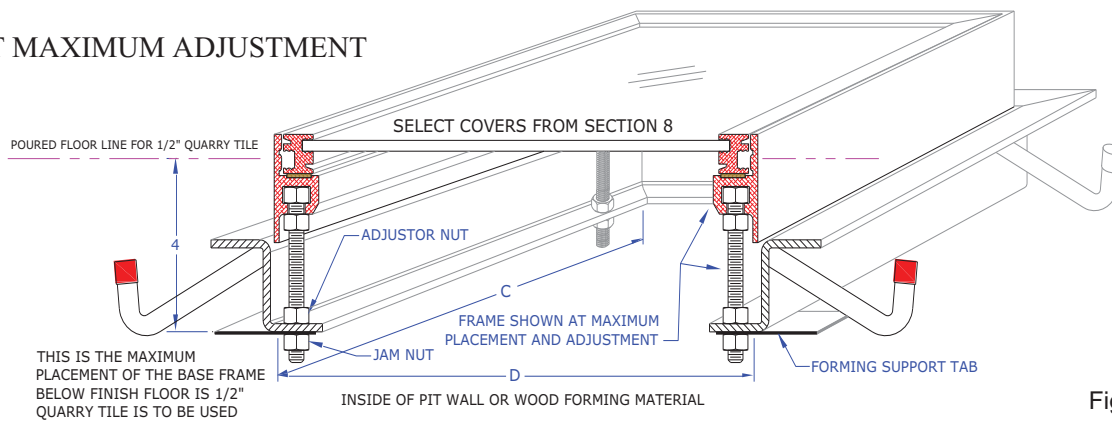 MAXIMUM ADJUSTMENT
SELECT COVERS FROM SECTION 8
POURED FLOOR LINE FOR 1/2" QUARRY TILE
4
ADJUSTOR NUT
C
FRAME SHOWN AT MAXIMUM
PLACEMENT AND ADJUSTMENT
JAM NUT
FORMING SUPPORT TAB
D
THIS IS THE MAXIMUM
PLACEMENT OF THE BASE FRAME
BELOW FINISH FLOOR IS 1/2"
QUARRY TILE IS TO BE USED
INSIDE OF PIT WALL OR WOOD FORMING MATERIAL